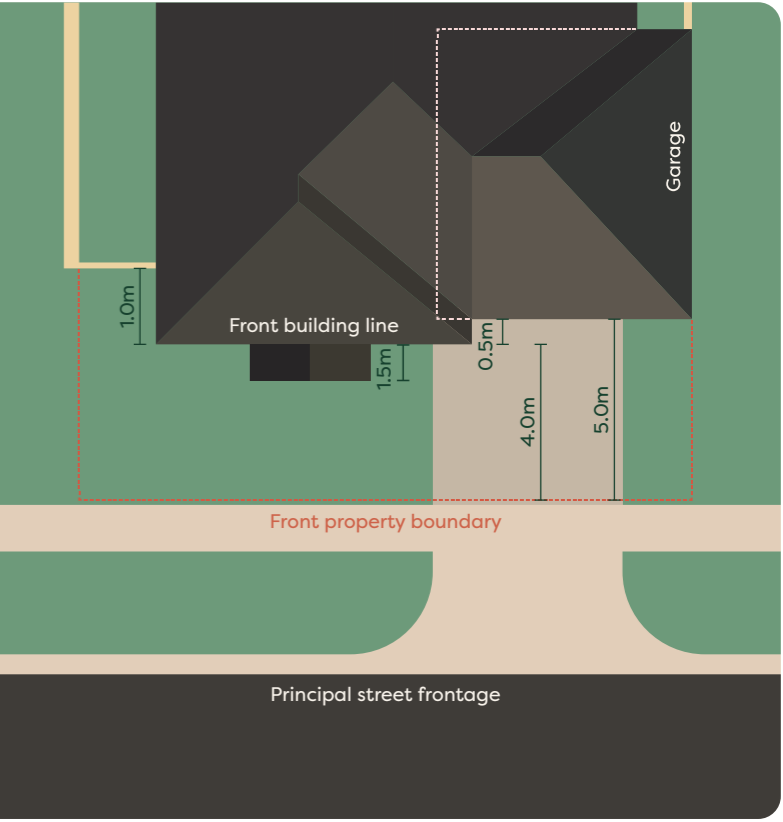 Garage
1.0m
Front building line
1.5m
0.5m
4.0m
5.0m
Front property boundary
Principal street frontage